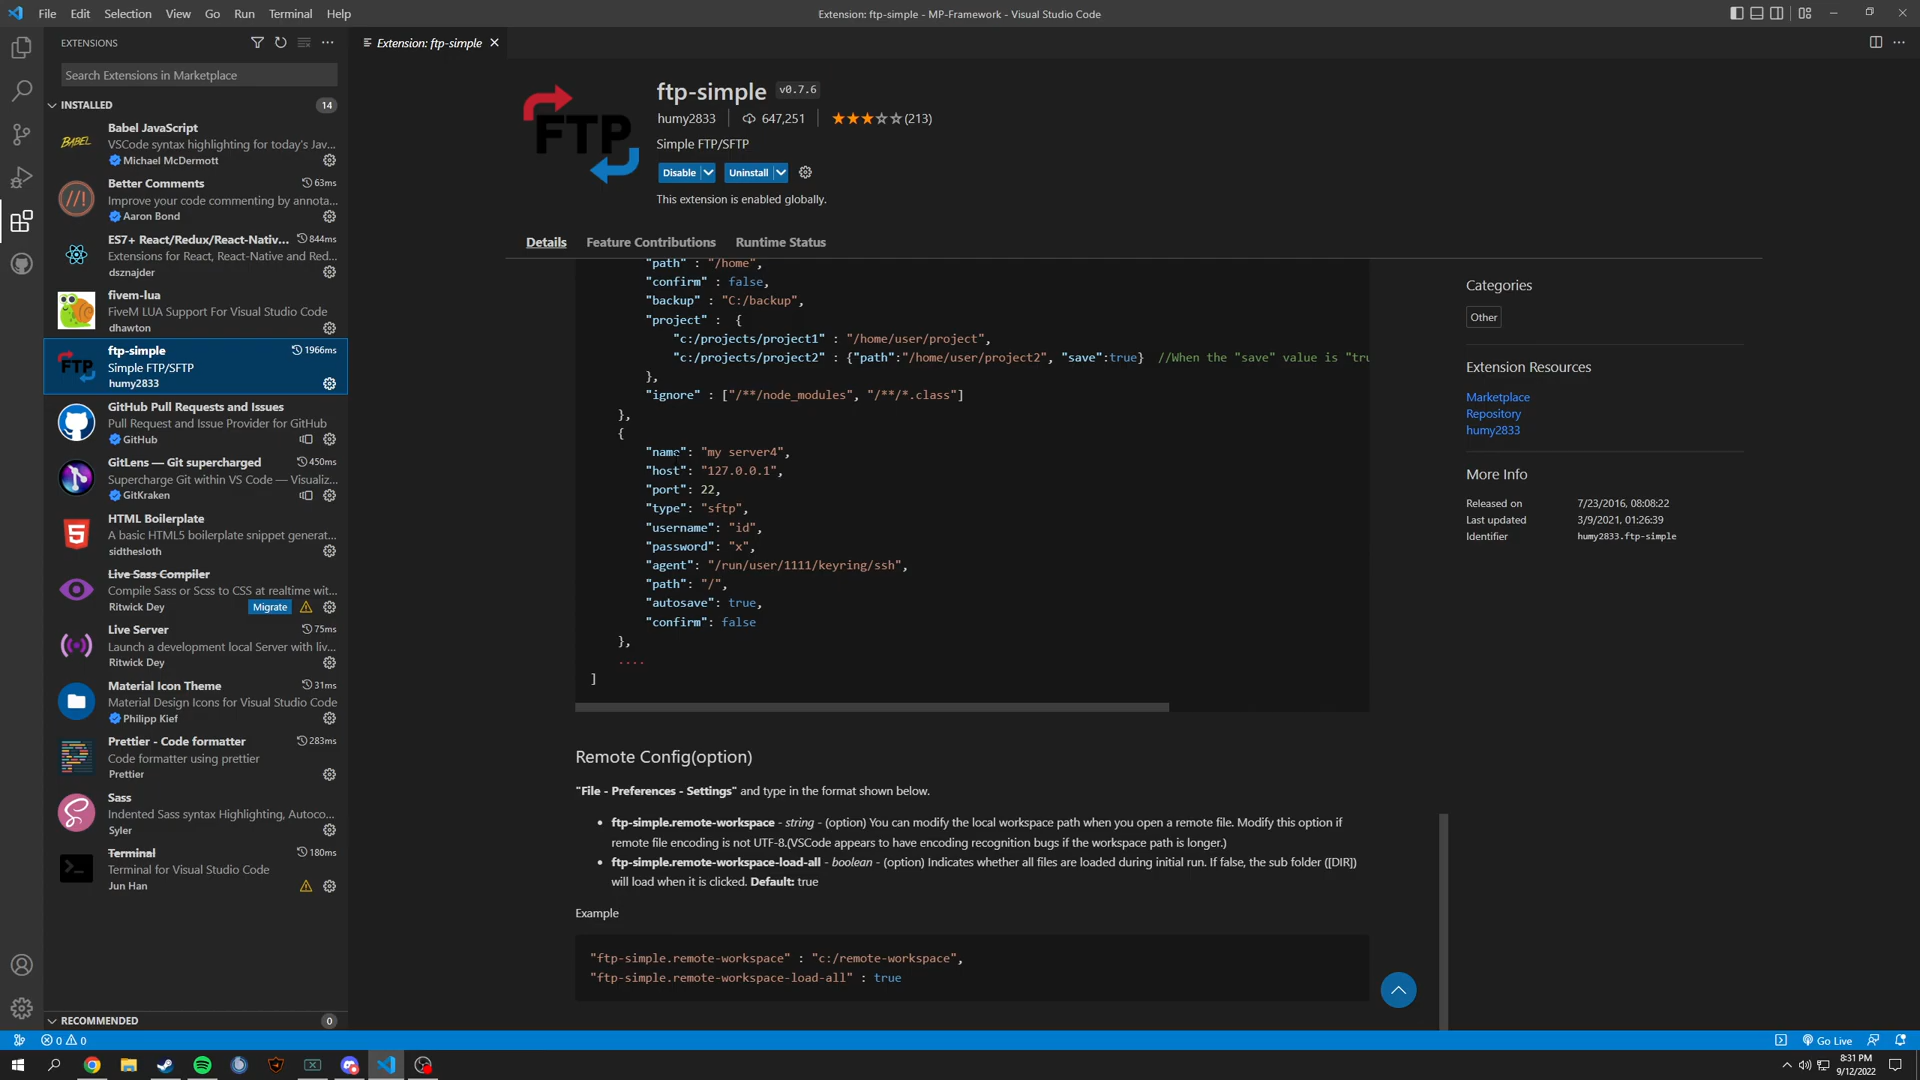 File Edit Selection View Go Run Terminal Help
Extension: ftp-simple - MP-Framework - Visual Studio Code
EXTENSIONS
Search Extensions in Marketplace
INSTALLED 14
BABEL
Babel JavaScript
VSCode syntax highlighting for today's Jav...
Michael McDermott
Better Comments 63ms
Improve your code commenting by annota...
Aaron Bond
ES7+ React/Redux/React-Nativ... 844ms
Extensions for React, React-Native and Red...
dsznajder
fivem-lua
FiveM LUA Support For Visual Studio Code
dhawton
FTP
ftp-simple 1966ms
Simple FTP/SFTP
humy2833
GitHub Pull Requests and Issues
Pull Request and Issue Provider for GitHub
GitHub
GitLens — Git supercharged 450ms
Supercharge Git within VS Code — Visualiz...
GitKraken
HTML Boilerplate
A basic HTML5 boilerplate snippet generat...
sidthesloth
Live Sass Compiler
Compile Sass or Scss to CSS at realtime wit...
Ritwick Dey Migrate
Live Server 75ms
Launch a development local Server with liv...
Ritwick Dey
Material Icon Theme 31ms
Material Design Icons for Visual Studio Code
Philipp Kief
Prettier - Code formatter 283ms
Code formatter using prettier
Prettier
Sass
Indented Sass syntax Highlighting, Autoco...
Syler
Terminal 180ms
Terminal for Visual Studio Code
Jun Han
RECOMMENDED 0
Extension: ftp-simple
FTP
ftp-simple v0.7.6
humy2833 647,251 (213)
Simple FTP/SFTP
Disable Uninstall
This extension is enabled globally.
Details Feature Contributions Runtime Status
"path" : "/home",
"confirm" : false,
"backup" : "C:/backup",
"project" : {
"c:/projects/project1" : "/home/user/project",
"c:/projects/project2" : {"path":"/home/user/project2", "save":true} //When the "save" value is "tru
},
"ignore" : ["/**/node_modules", "/**/*.class"]
},
{
"name": "my server4",
"host": "127.0.0.1",
"port": 22,
"type": "sftp",
"username": "id",
"password": "x",
"agent": "/run/user/1111/keyring/ssh",
"path": "/",
"autosave": true,
"confirm": false
},
....
]
Remote Config(option)
"File - Preferences - Settings" and type in the format shown below.
• ftp-simple.remote-workspace - string - (option) You can modify the local workspace path when you open a remote file. Modify this option if
remote file encoding is not UTF-8.(VSCode appears to have encoding recognition bugs if the workspace path is longer.)
• ftp-simple.remote-workspace-load-all - boolean - (option) Indicates whether all files are loaded during initial run. If false, the sub folder ([DIR])
will load when it is clicked. Default: true
Example
"ftp-simple.remote-workspace" : "c:/remote-workspace",
"ftp-simple.remote-workspace-load-all" : true
Categories
Other
Extension Resources
Marketplace
Repository
humy2833
More Info
Released on 7/23/2016, 08:08:22
Last updated 3/9/2021, 01:26:39
Identifier humy2833.ftp-simple
0 0
Go Live
8:31 PM
9/12/2022